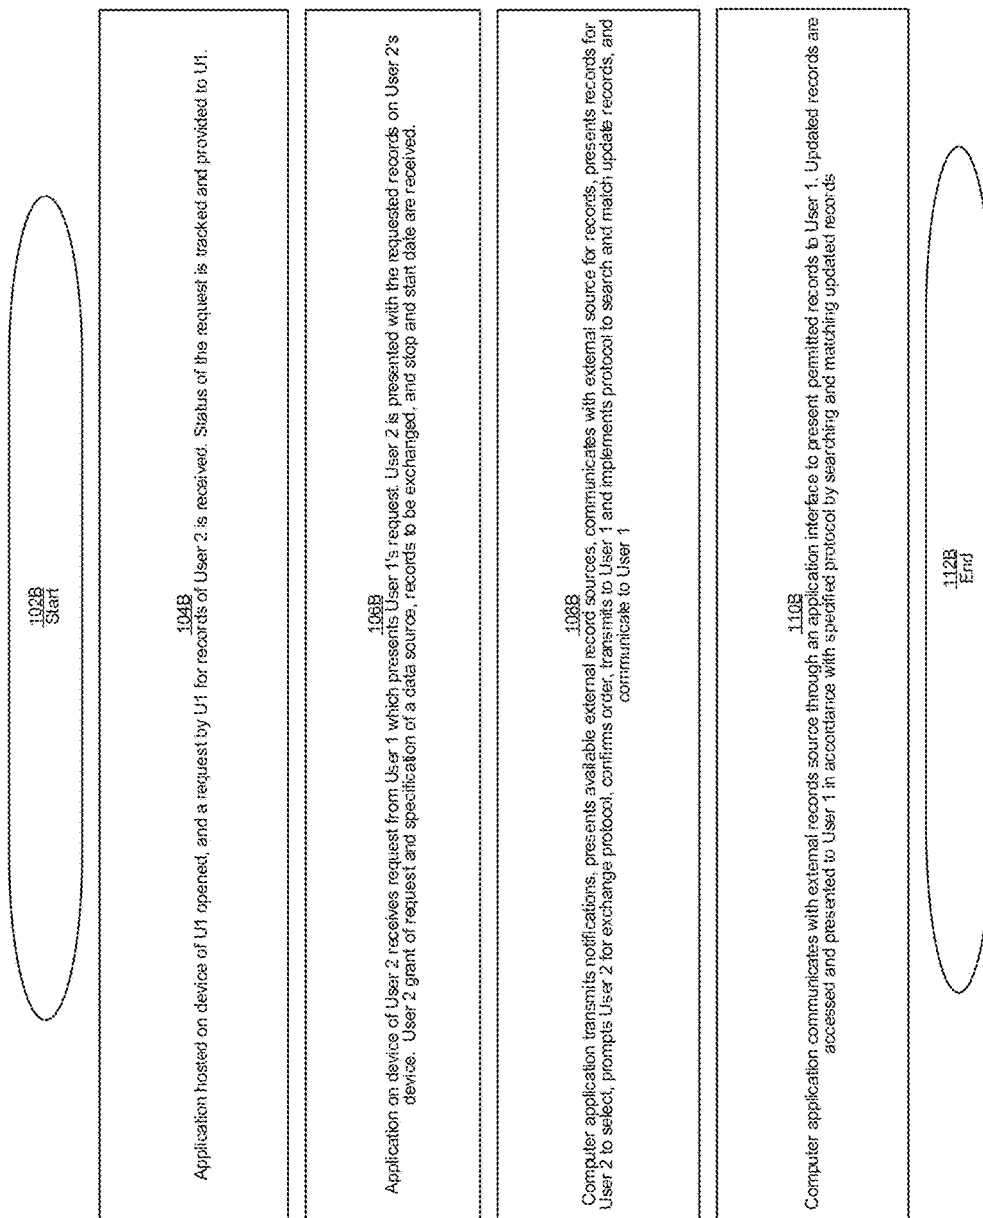 102B
Start
104B
Application hosted on device of U1 opened, and a request by U1 for records of User 2 is received. Status of the request is tracked and provided to U1.
106B
Application on device of User 2 receives request from User 1 which presents User 1's request. User 2 is presented with the requested records on User 2's
device. User 2 grant of request and specification of a data source, records to be exchanged, and stop and start date are received.
108B
Computer application transmits notifications, presents available external record sources, communicates with external source for records, presents records for
User 2 to select, prompts User 2 for exchange protocol, confirms order, transmits to User 1 and implements protocol to search and match update records, and
communicate to User 1
110B
Computer application communicates with external records source through an application interface to present permitted records to User 1. Updated records are
accessed and presented to User 1 in accordance with specified protocol by searching and matching updated records
112B
End